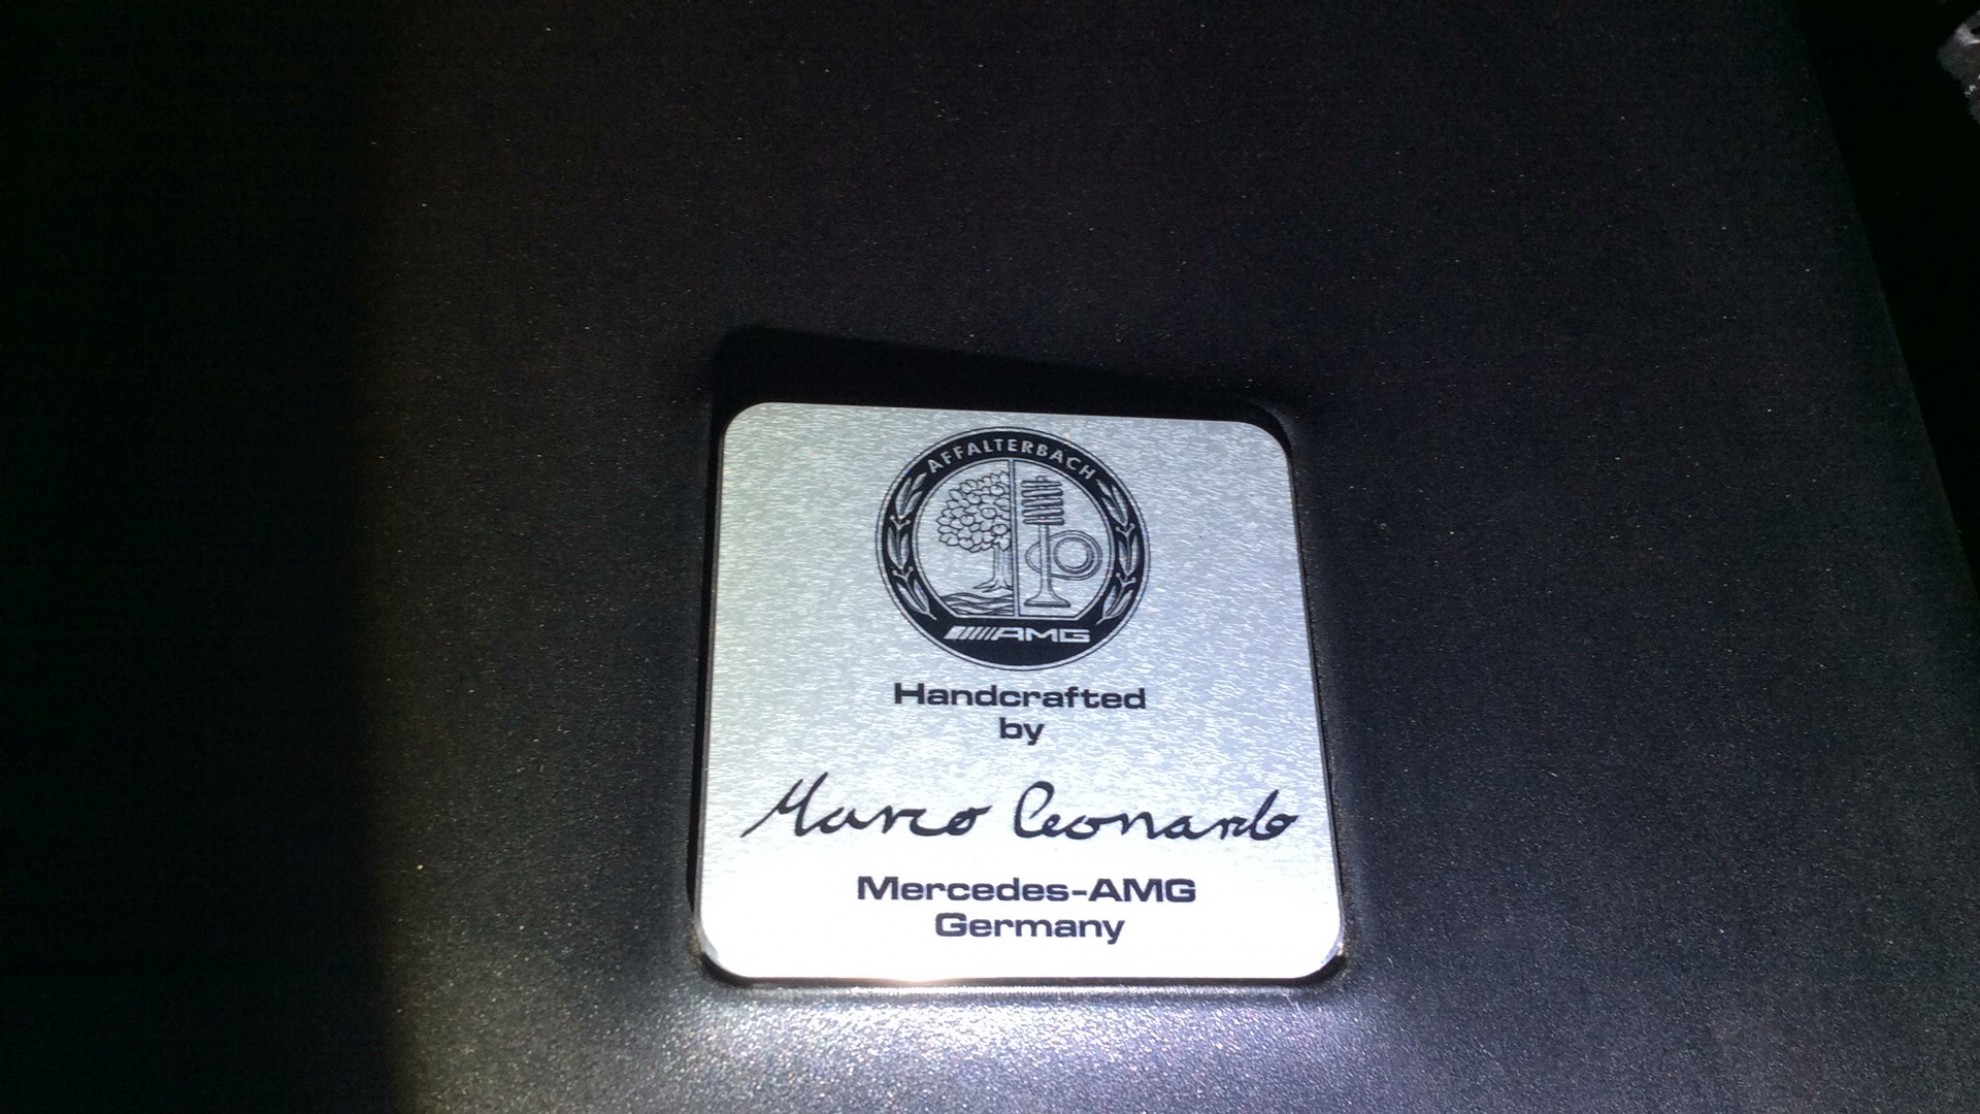 AFFALTERBACH
AMG
Handcrafted
by
Marco Leonardo
Mercedes-AMG
Germany